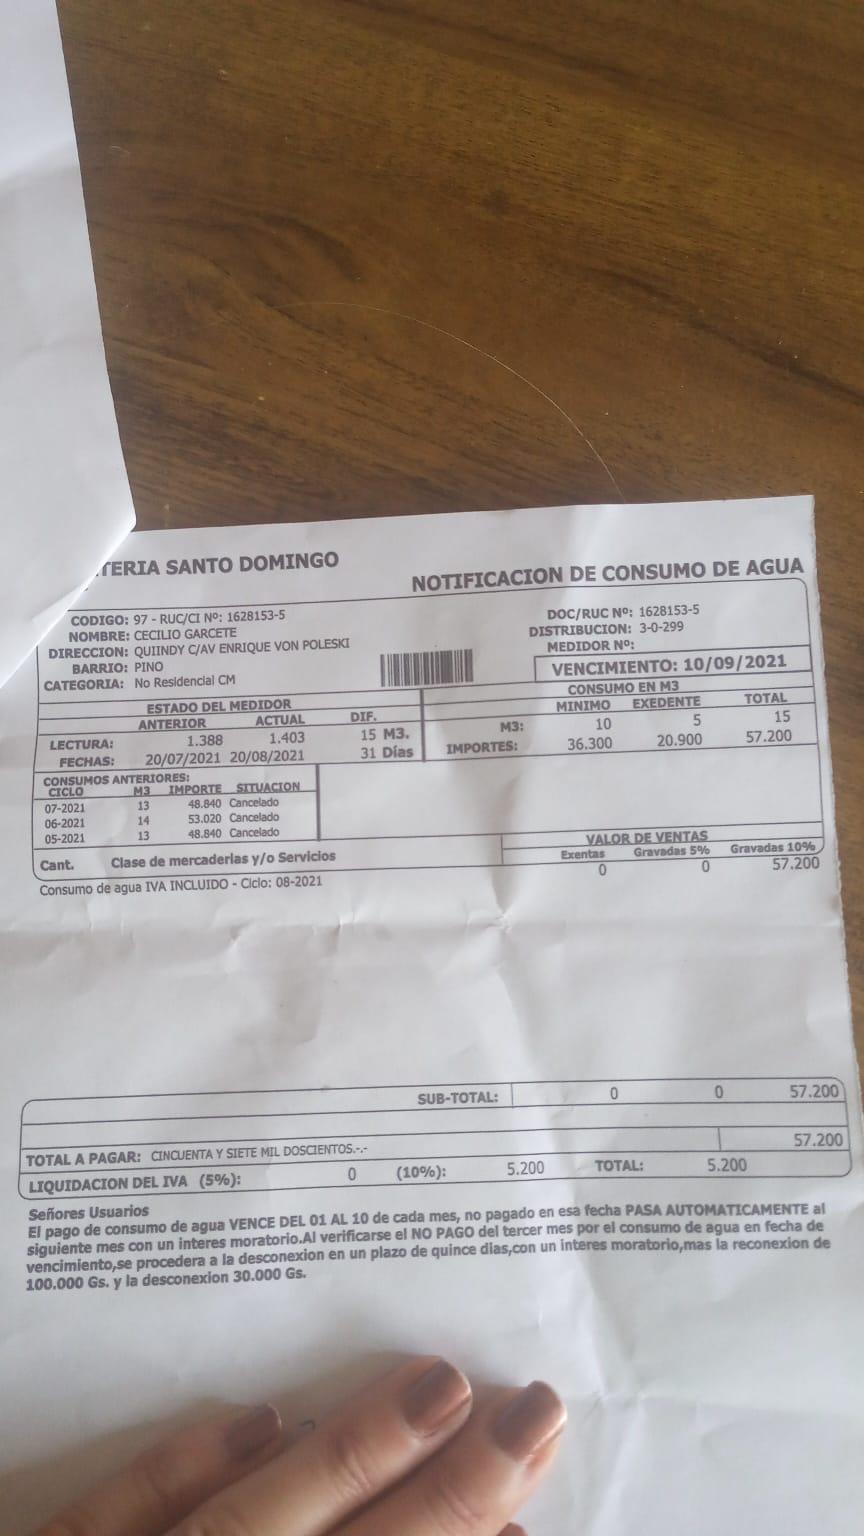 TERIA SANTO DOMINGO
NOTIFICACION DE CONSUMO DE AGUA
CODIGO: 97 - RUC/CI Nº: 1628153-5
NOMBRE: CECILIO GARCETE
DIRECCION: QUIINDY C/AV ENRIQUE VON POLESKI
BARRIO: PINO
CATEGORIA: No Residencial CM
DOC/RUC Nº: 1628153-5
DISTRIBUCION: 3-0-299
MEDIDOR Nº:
VENCIMIENTO: 10/09/2021
ESTADO DEL MEDIDOR
ANTERIOR ACTUAL DIF.
LECTURA: 1.388 1.403 15 M3.
FECHAS: 20/07/2021 20/08/2021 31 Días
CONSUMO EN M3
MINIMO EXEDENTE TOTAL
M3: 10 5 15
IMPORTES: 36.300 20.900 57.200
CONSUMOS ANTERIORES:
CICLO M3 IMPORTE SITUACION
07-2021 13 48.840 Cancelado
06-2021 14 53.020 Cancelado
05-2021 13 48.840 Cancelado
Cant. Clase de mercaderias y/o Servicios
VALOR DE VENTAS
Exentas Gravadas 5% Gravadas 10%
Consumo de agua IVA INCLUIDO - Ciclo: 08-2021 0 0 57.200
SUB-TOTAL: 0 0 57.200
TOTAL A PAGAR: CINCUENTA Y SIETE MIL DOSCIENTOS.-.- 57.200
LIQUIDACION DEL IVA (5%): 0 (10%): 5.200 TOTAL: 5.200
Señores Usuarios
El pago de consumo de agua VENCE DEL 01 AL 10 de cada mes, no pagado en esa fecha PASA AUTOMATICAMENTE al
siguiente mes con un interes moratorio.Al verificarse el NO PAGO del tercer mes por el consumo de agua en fecha de
vencimiento,se procedera a la desconexion en un plazo de quince dias,con un interes moratorio,mas la reconexion de
100.000 Gs. y la desconexion 30.000 Gs.